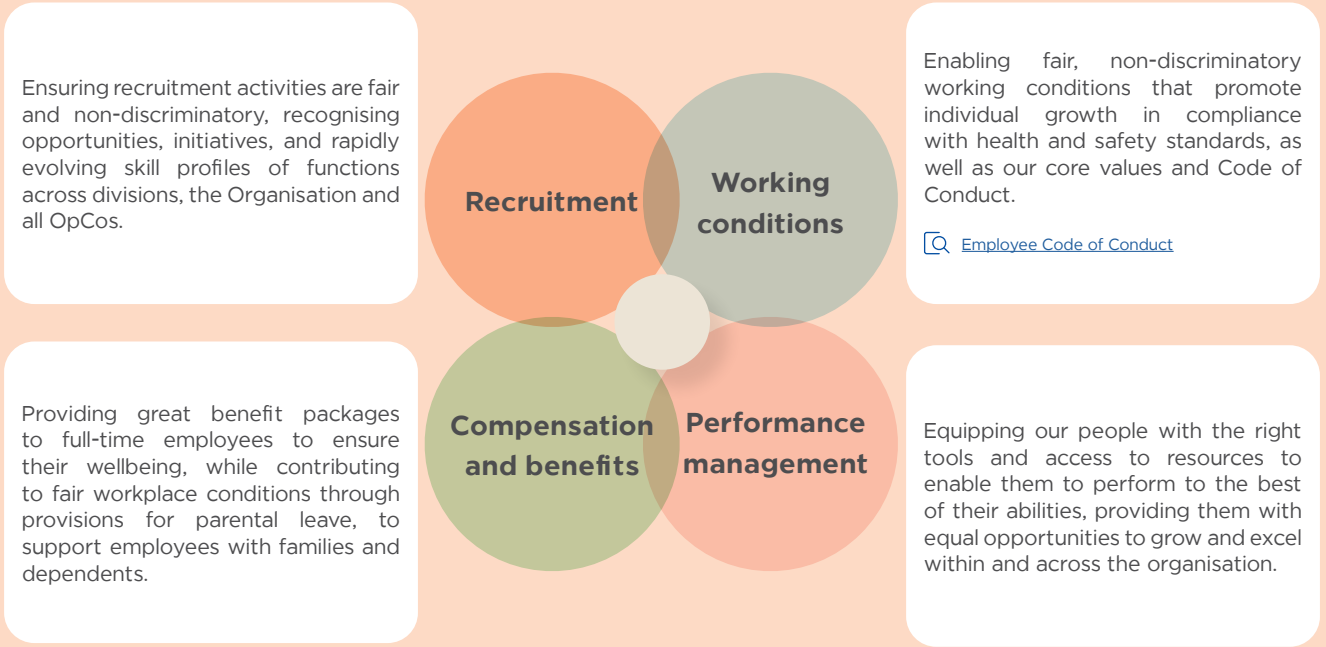 Ensuring recruitment activities are fair
and non-discriminatory, recognising
opportunities, initiatives, and rapidly
evolving skill profiles of functions
across divisions, the Organisation and
all OpCos.
Recruitment
Working
conditions
Enabling fair, non-discriminatory
working conditions that promote
individual growth in compliance
with health and safety standards, as
well as our core values and Code of
Conduct.
Employee Code of Conduct
Providing great benefit packages
to full-time employees to ensure
their wellbeing, while contributing
to fair workplace conditions through
provisions for parental leave, to
support employees with families and
dependents.
Compensation
and benefits
Performance
management
Equipping our people with the right
tools and access to resources to
enable them to perform to the best
of their abilities, providing them with
equal opportunities to grow and excel
within and across the organisation.